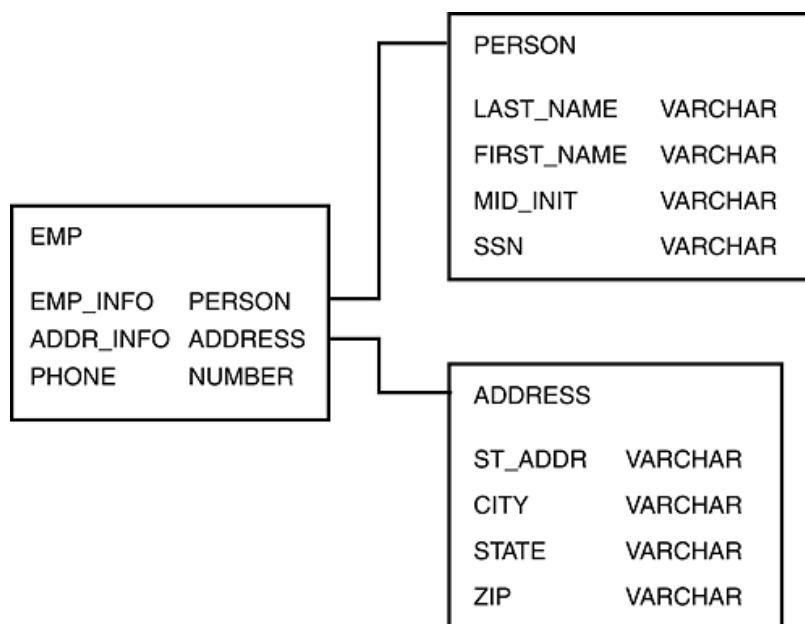 PERSON
LAST_NAME VARCHAR
FIRST_NAME VARCHAR
MID_INIT VARCHAR
SSN VARCHAR
EMP
EMP_INFO PERSON
ADDR_INFO ADDRESS
PHONE NUMBER
ADDRESS
ST_ADDR VARCHAR
CITY VARCHAR
STATE VARCHAR
ZIP VARCHAR